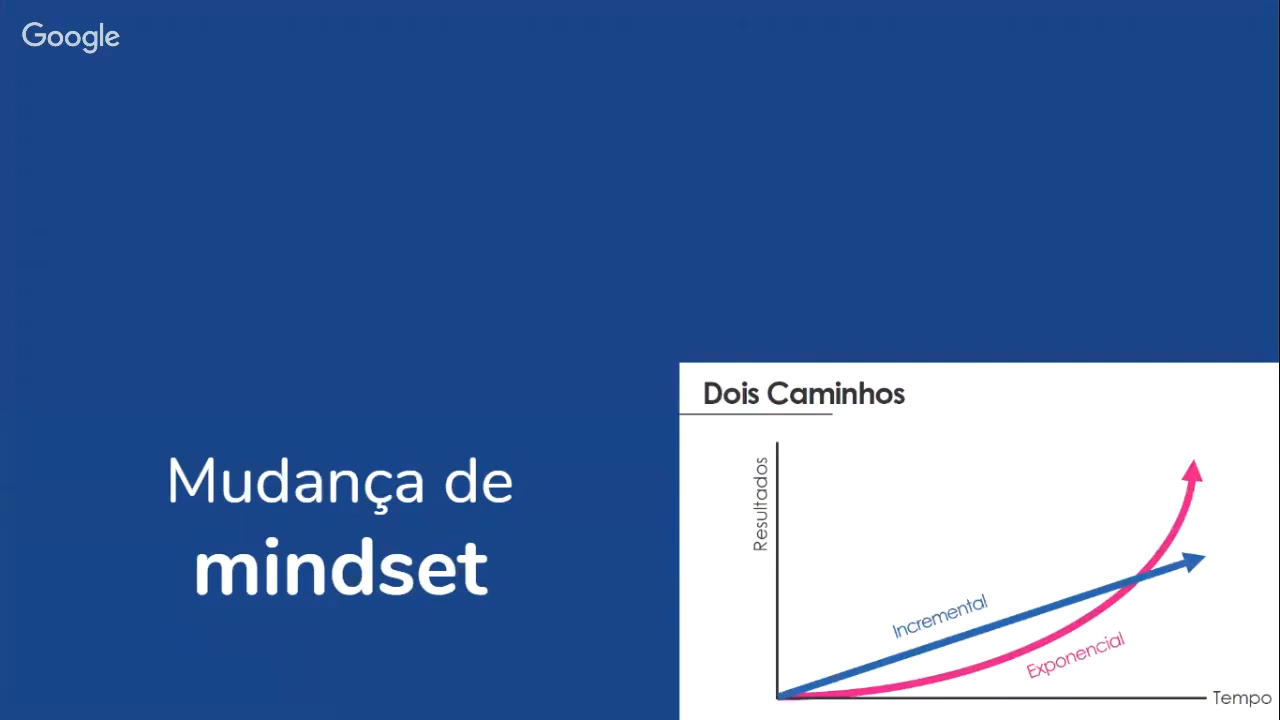 Google
Mudança de
mindset
Dois Caminhos
Resultados
Incremental
Exponencial
Tempo